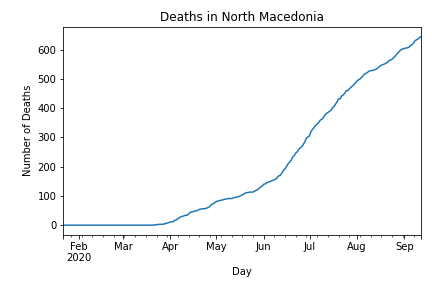 Deaths in North Macedonia
Number of Deaths
600
500
400
300
200
100
0
Feb Mar Apr May Jun Jul Aug Sep
2020
Day